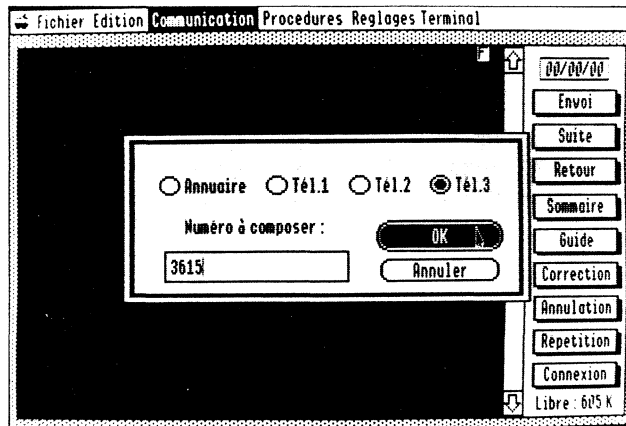 Fichier Edition Communication Procedures Reglages Terminal
F
00/00/00
Envoi
Suite
Retour
Sommaire
Guide
Correction
Annulation
Repetition
Connexion
Libre : 605 K
Annuaire Tél.1 Tél.2 Tél.3
Numéro à composer :
3615
OK
Annuler